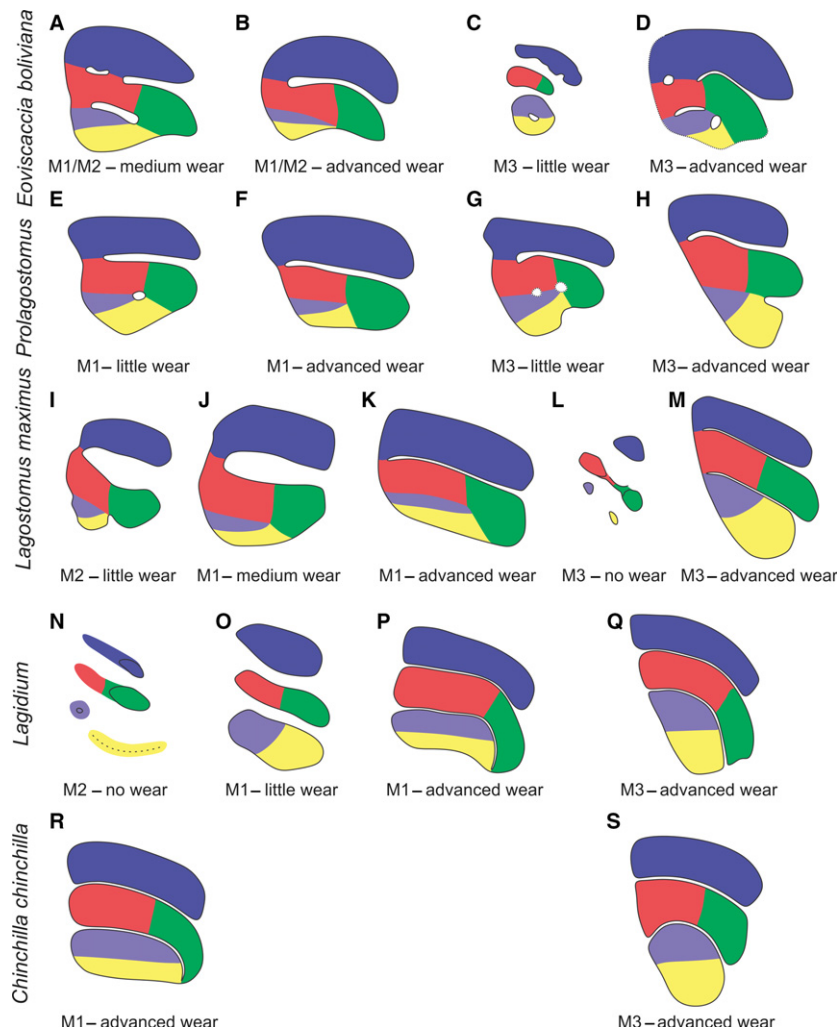 Eoviscaccia boliviana
A B C D
M1/M2 – medium wear M1/M2 – advanced wear M3 – little wear M3 – advanced wear
Prolagostomus maximus
E F G H
M1– little wear M1 – advanced wear M3 – little wear M3 – advanced wear
Lagostomus maximus
I J K L M
M2 – little wear M1 – medium wear M1 – advanced wear M3 – no wear M3 – advanced wear
Lagidium
N O P Q
M2 – no wear M1 – little wear M1 – advanced wear M3 – advanced wear
Chinchilla chinchilla
R S
M1 – advanced wear M3 – advanced wear